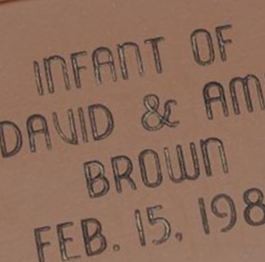 INFANT OF
DAVID &
BROWN
FEB. 15,